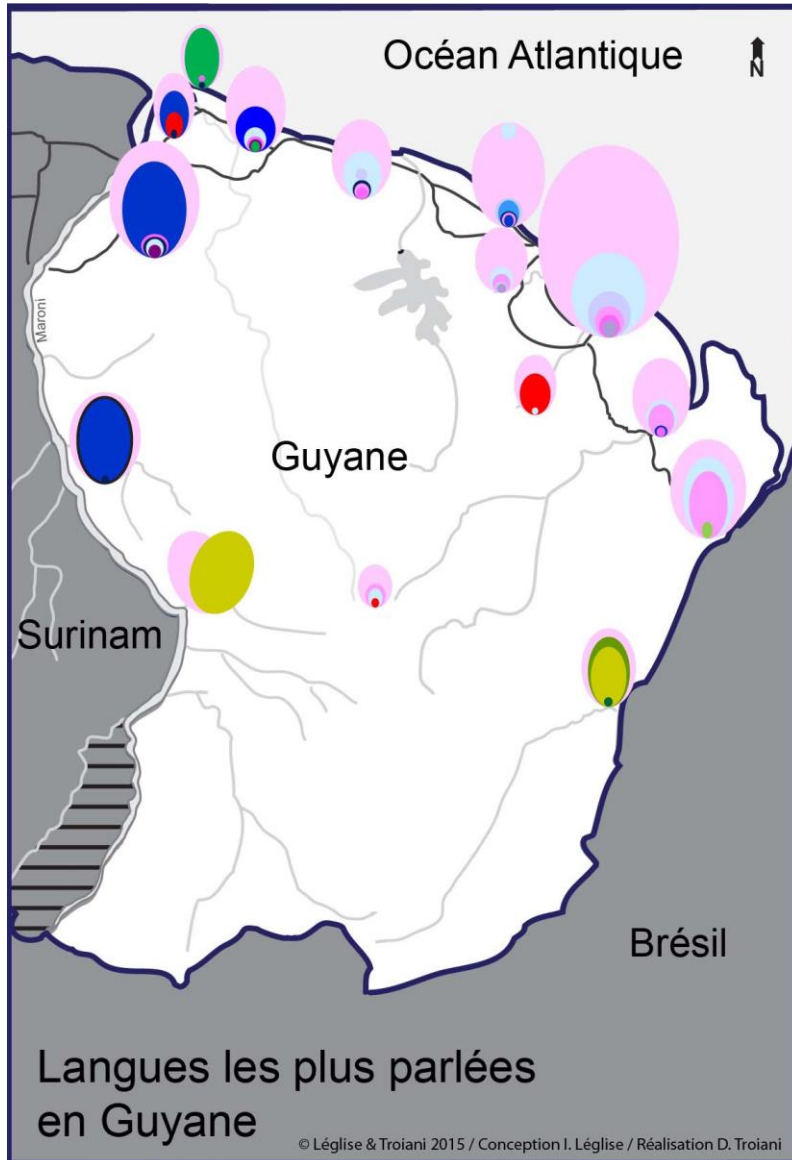 Océan Atlantique
N
Maroni
Guyane
Surinam
Brésil
Langues les plus parlées
en Guyane
© Léglise & Troiani 2015 / Conception I. Léglise / Réalisation D. Troiani